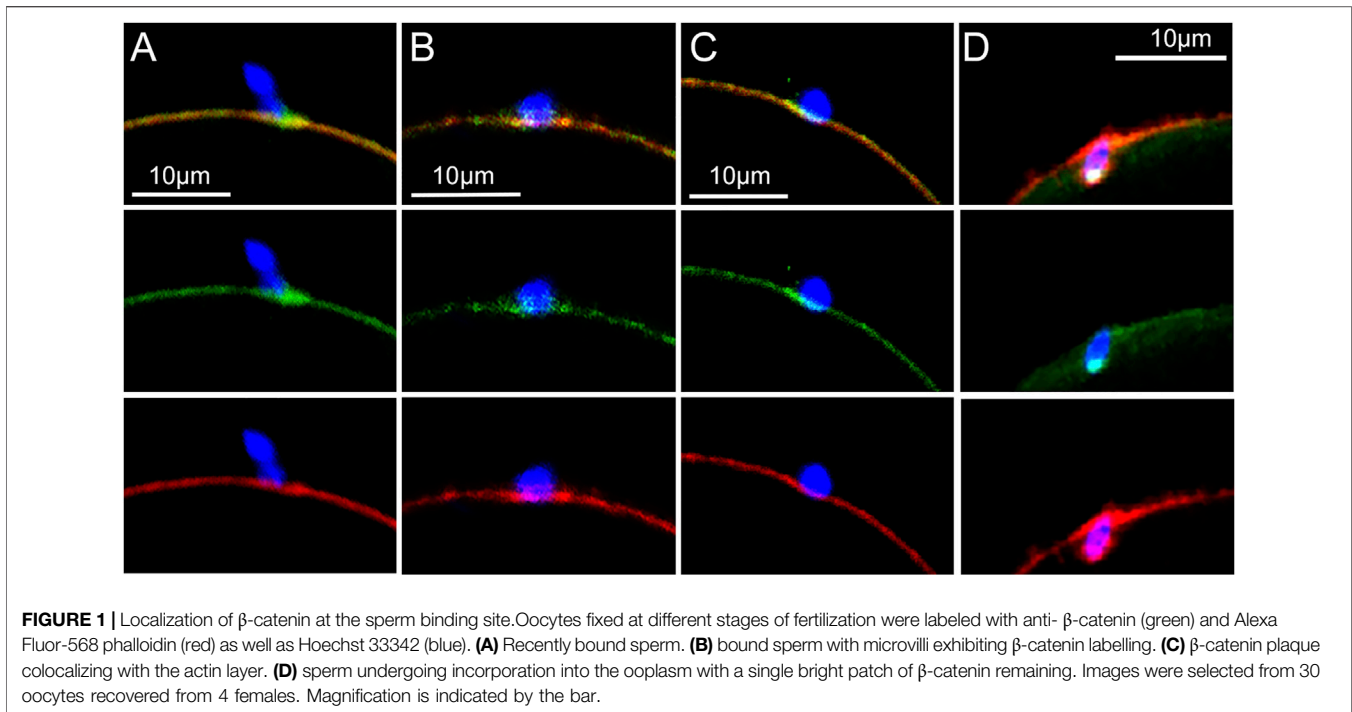 A
B
C
D
10µm
10µm
10µm
10µm
FIGURE 1 | Localization of β-catenin at the sperm binding site.Oocytes fixed at different stages of fertilization were labeled with anti- β-catenin (green) and Alexa
Fluor-568 phalloidin (red) as well as Hoechst 33342 (blue). (A) Recently bound sperm. (B) bound sperm with microvilli exhibiting β-catenin labelling. (C) β-catenin plaque
colocalizing with the actin layer. (D) sperm undergoing incorporation into the ooplasm with a single bright patch of β-catenin remaining. Images were selected from 30
oocytes recovered from 4 females. Magnification is indicated by the bar.